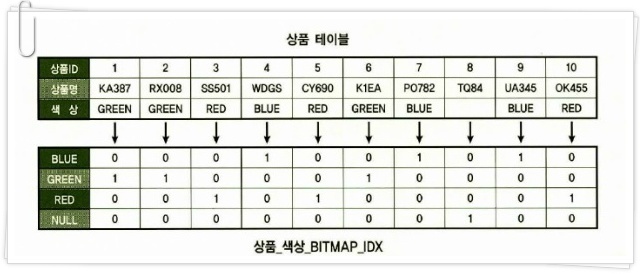 상품 테이블
상품ID 1 2 3 4 5 6 7 8 9 10
상품명 KA387 RX008 SS501 WDGS CY690 K1EA PO782 TQ84 UA345 OK455
색 상 GREEN GREEN RED BLUE RED GREEN BLUE BLUE RED
BLUE 0 0 0 1 0 0 1 0 1 0
GREEN 1 1 0 0 0 1 0 0 0 0
RED 0 0 1 0 1 0 0 0 0 1
NULL 0 0 0 0 0 0 0 1 0 0
상품_색상_BITMAP_IDX